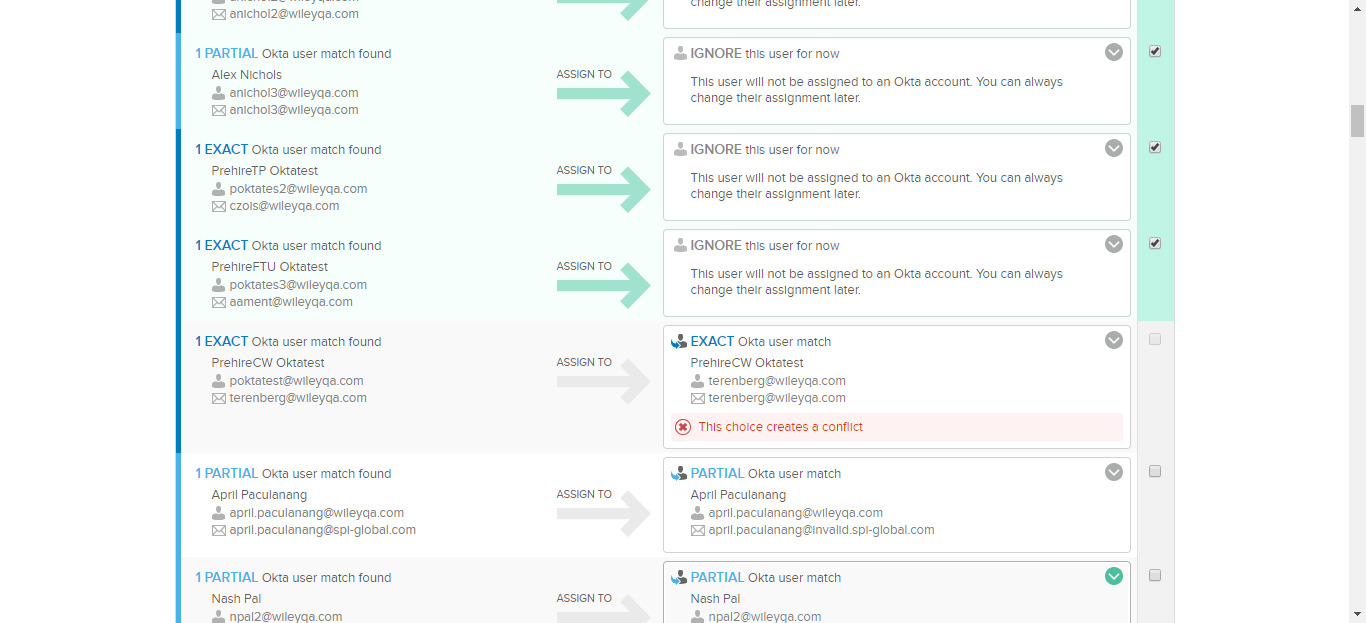 anichol2@wileyqa.com
change their assignment later.
1 PARTIAL Okta user match found
Alex Nichols
anichol3@wileyqa.com
anichol3@wileyqa.com
ASSIGN TO
IGNORE this user for now
This user will not be assigned to an Okta account. You can always
change their assignment later.
1 EXACT Okta user match found
PrehireTP Oktatest
poktates2@wileyqa.com
czois@wileyqa.com
ASSIGN TO
IGNORE this user for now
This user will not be assigned to an Okta account. You can always
change their assignment later.
1 EXACT Okta user match found
PrehireFTU Oktatest
poktates3@wileyqa.com
aament@wileyqa.com
ASSIGN TO
IGNORE this user for now
This user will not be assigned to an Okta account. You can always
change their assignment later.
1 EXACT Okta user match found
PrehireCW Oktatest
poktatest@wileyqa.com
terenberg@wileyqa.com
ASSIGN TO
EXACT Okta user match
PrehireCW Oktatest
terenberg@wileyqa.com
terenberg@wileyqa.com
This choice creates a conflict
1 PARTIAL Okta user match found
April Paculanang
april.paculanang@wileyqa.com
april.paculanang@spi-global.com
ASSIGN TO
PARTIAL Okta user match
April Paculanang
april.paculanang@wileyqa.com
april.paculanang@invalid.spi-global.com
1 PARTIAL Okta user match found
Nash Pal
npal2@wileyqa.com
ASSIGN TO
PARTIAL Okta user match
Nash Pal
npal2@wileyqa.com